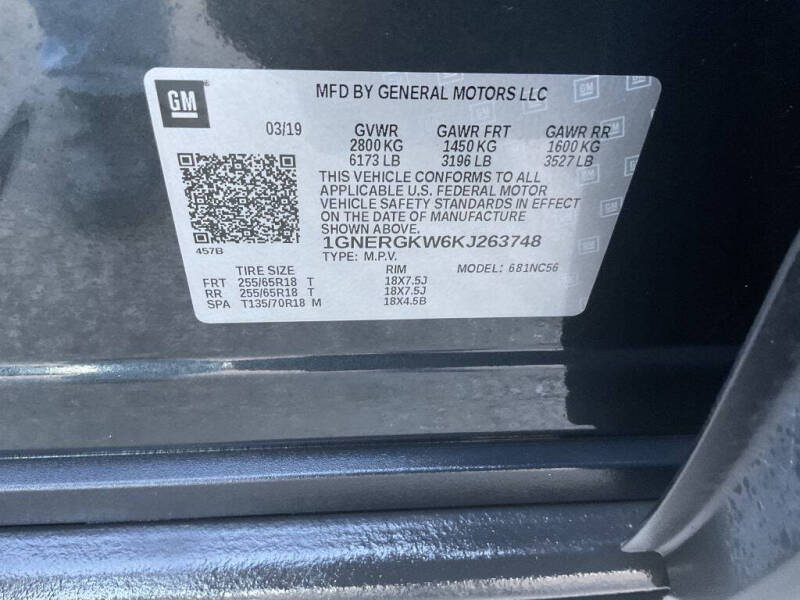 GM
MFD BY GENERAL MOTORS LLC
03/19 GVWR GAWR FRT GAWR RR
2800 KG 1450 KG 1600 KG
6173 LB 3196 LB 3527 LB
THIS VEHICLE CONFORMS TO ALL
APPLICABLE U.S. FEDERAL MOTOR
VEHICLE SAFETY STANDARDS IN EFFECT
ON THE DATE OF MANUFACTURE
SHOWN ABOVE.
1GNERGKW6KJ263748
457B
TYPE: M.P.V. MODEL: 681NC56
TIRE SIZE RIM
FRT 255/65R18 T 18X7.5J
RR 255/65R18 T 18X7.5J
SPA T135/70R18 M 18X4.5B